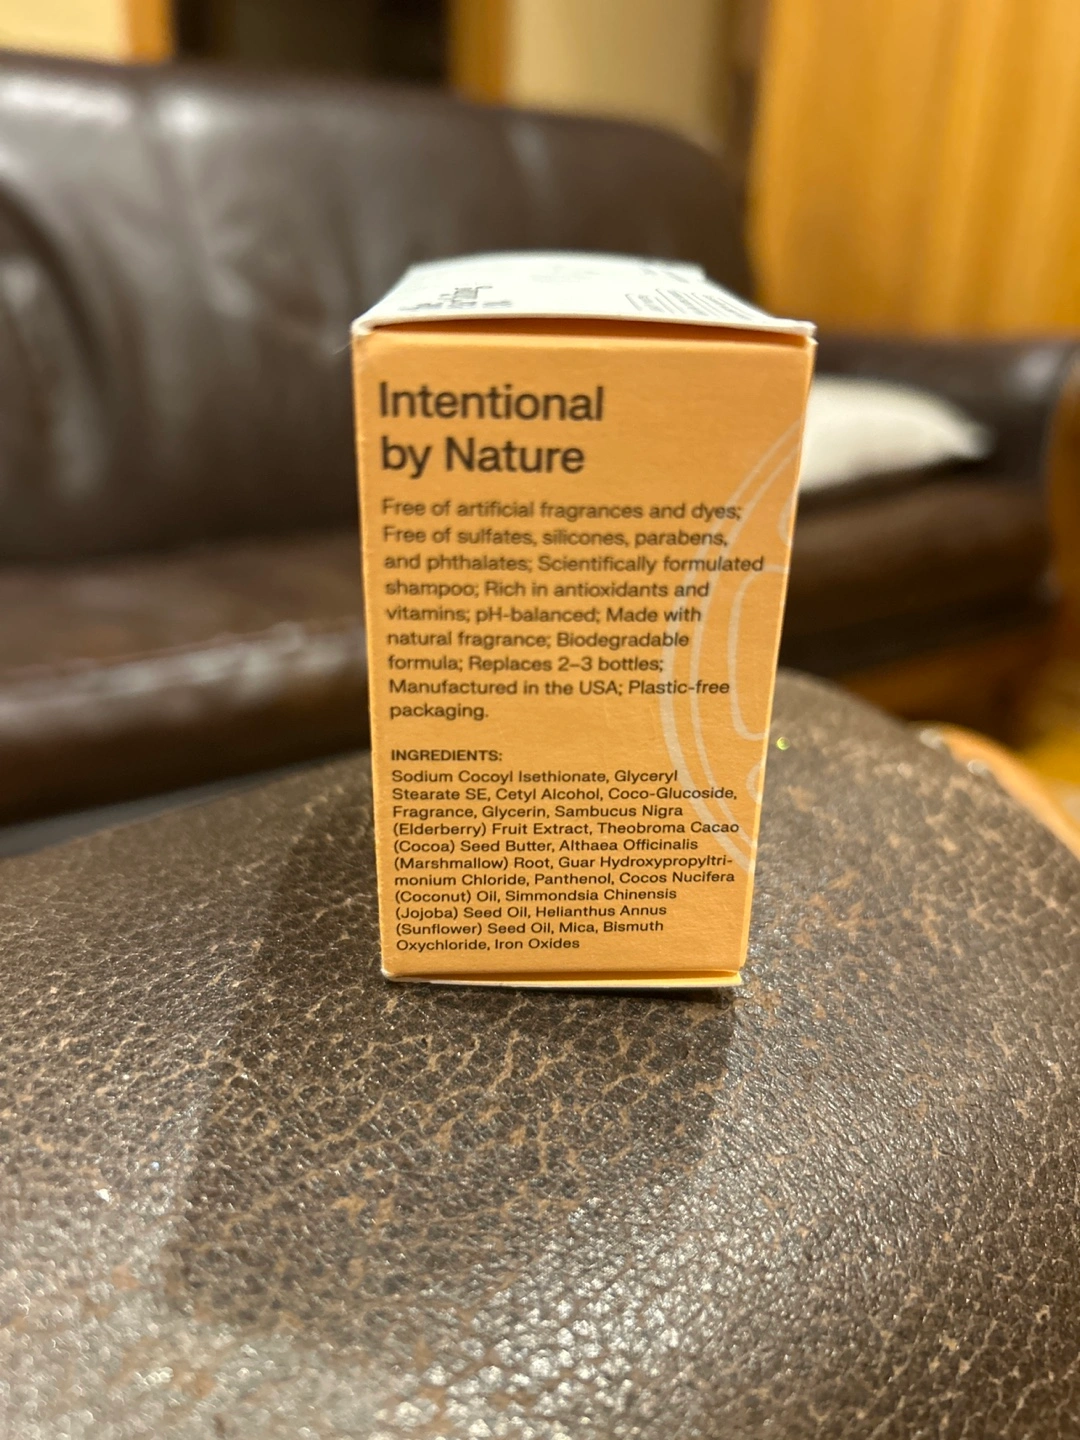 Intentional
by Nature
Free of artificial fragrances and dyes;
Free of sulfates, silicones, parabens,
and phthalates; Scientifically formulated
shampoo; Rich in antioxidants and
vitamins; pH-balanced; Made with
natural fragrance; Biodegradable
formula; Replaces 2–3 bottles;
Manufactured in the USA; Plastic-free
packaging.
INGREDIENTS:
Sodium Cocoyl Isethionate, Glyceryl
Stearate SE, Cetyl Alcohol, Coco-Glucoside,
Fragrance, Glycerin, Sambucus Nigra
(Elderberry) Fruit Extract, Theobroma Cacao
(Cocoa) Seed Butter, Althaea Officinalis
(Marshmallow) Root, Guar Hydroxypropyltri-
monium Chloride, Panthenol, Cocos Nucifera
(Coconut) Oil, Simmondsia Chinensis
(Jojoba) Seed Oil, Helianthus Annus
(Sunflower) Seed Oil, Mica, Bismuth
Oxychloride, Iron Oxides